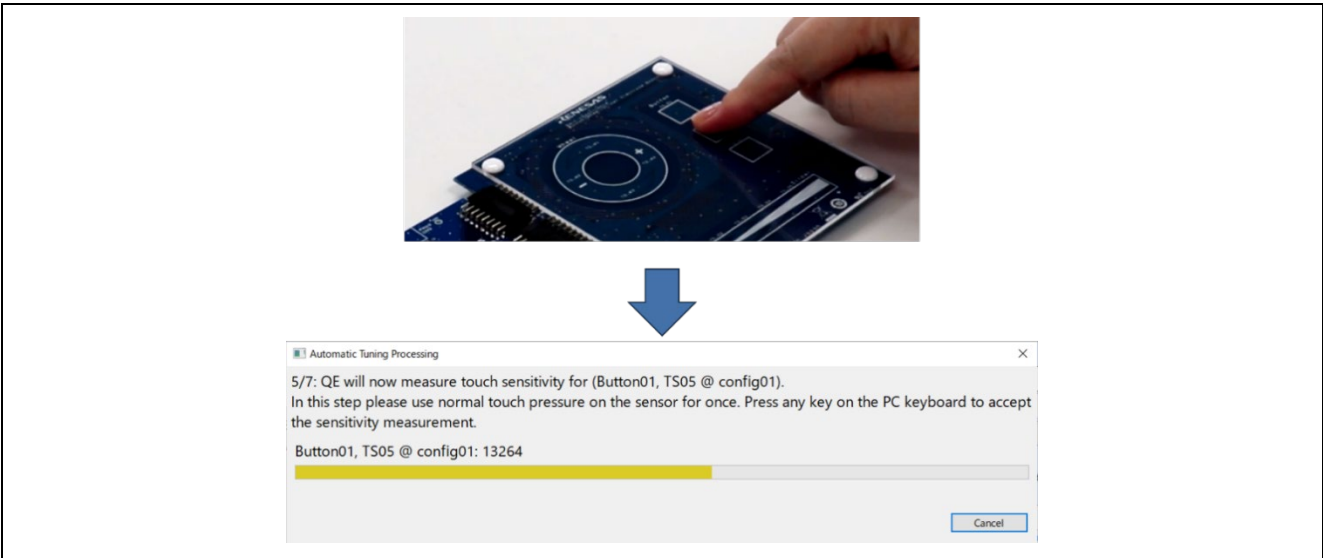 RENESAS
Button
Automatic Tuning Processing
5/7: QE will now measure touch sensitivity for (Button01, TS05 @ config01).
In this step please use normal touch pressure on the sensor for once. Press any key on the PC keyboard to accept
the sensitivity measurement.
Button01, TS05 @ config01: 13264
Cancel